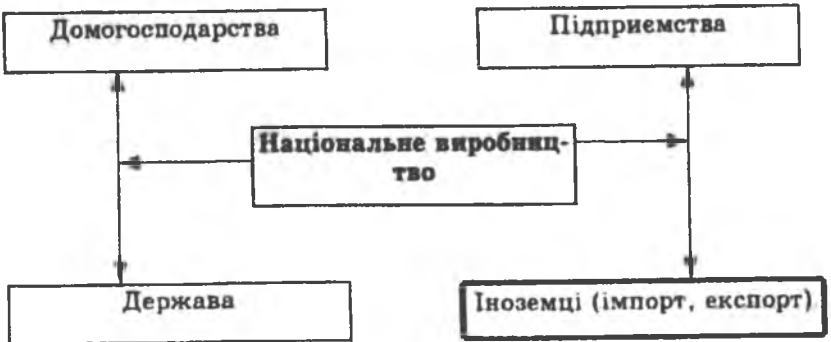 Домогосподарства
Підприємства
Національне виробниц-
тво
Держава
Іноземці (імпорт, експорт)